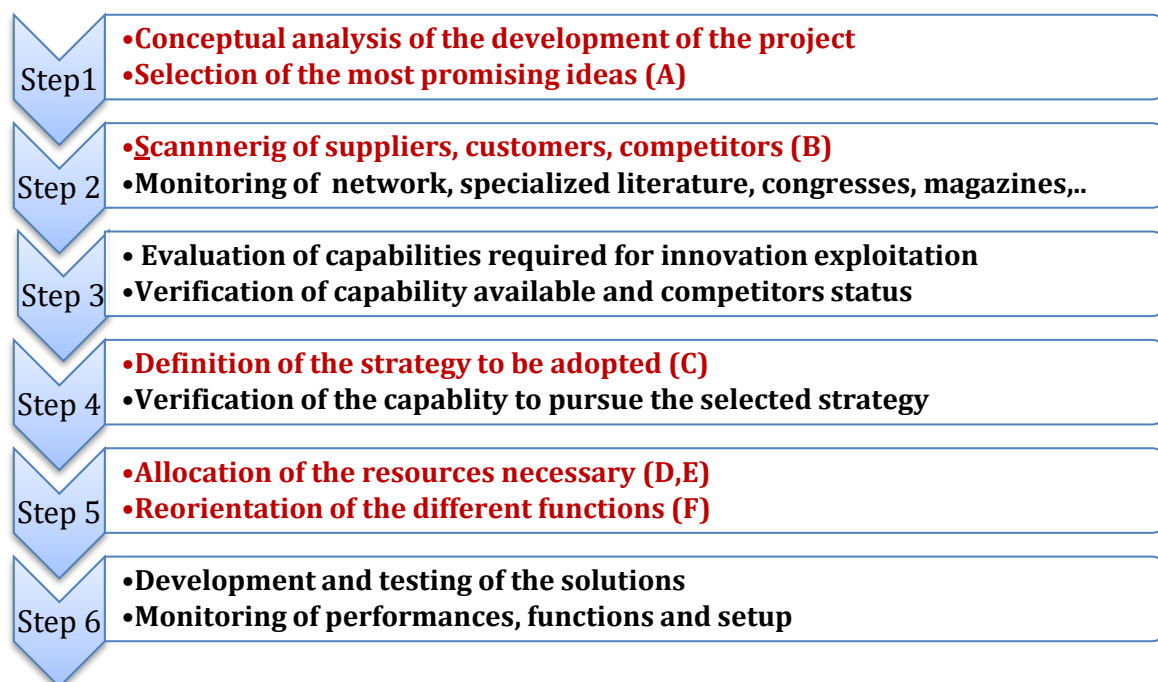 Step1
•Conceptual analysis of the development of the project
•Selection of the most promising ideas (A)
Step 2
•Scannnerig of suppliers, customers, competitors (B)
•Monitoring of network, specialized literature, congresses, magazines,..
Step 3
• Evaluation of capabilities required for innovation exploitation
•Verification of capability available and competitors status
Step 4
•Definition of the strategy to be adopted (C)
•Verification of the capablity to pursue the selected strategy
Step 5
•Allocation of the resources necessary (D,E)
•Reorientation of the different functions (F)
Step 6
•Development and testing of the solutions
•Monitoring of performances, functions and setup